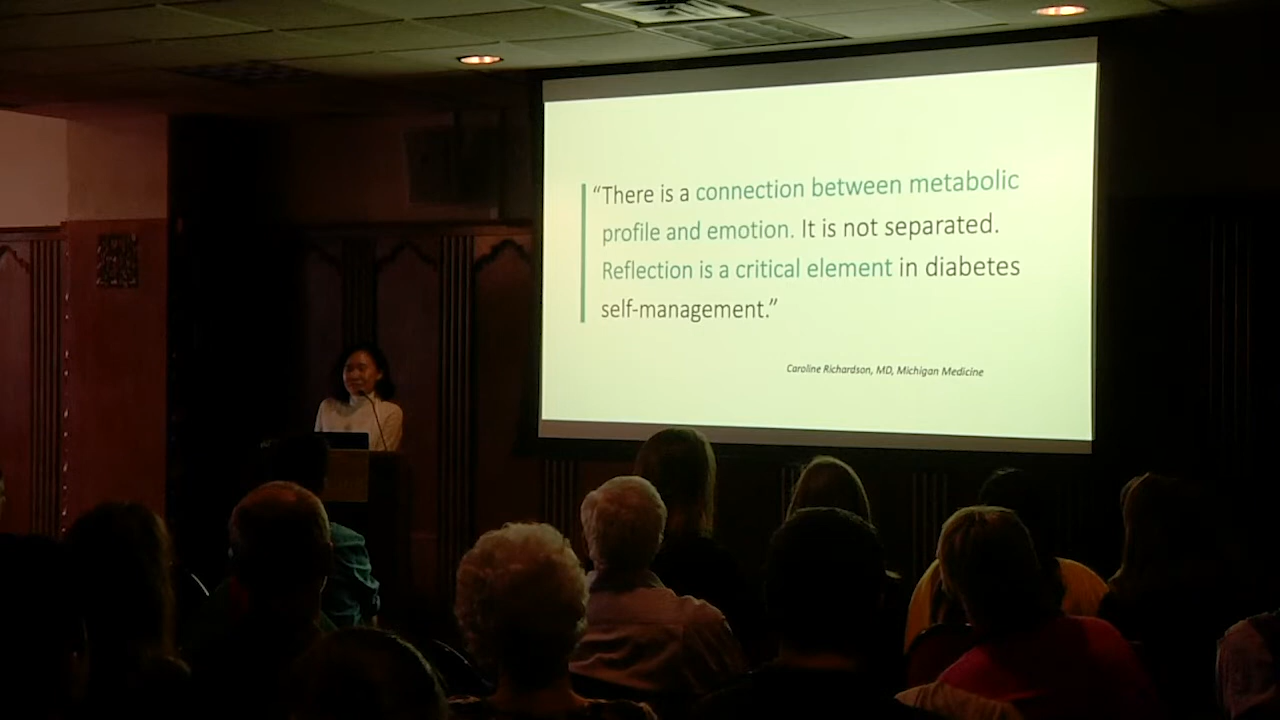 “There is a connection between metabolic
profile and emotion. It is not separated.
Reflection is a critical element in diabetes
self-management.”
Caroline Richardson, MD, Michigan Medicine